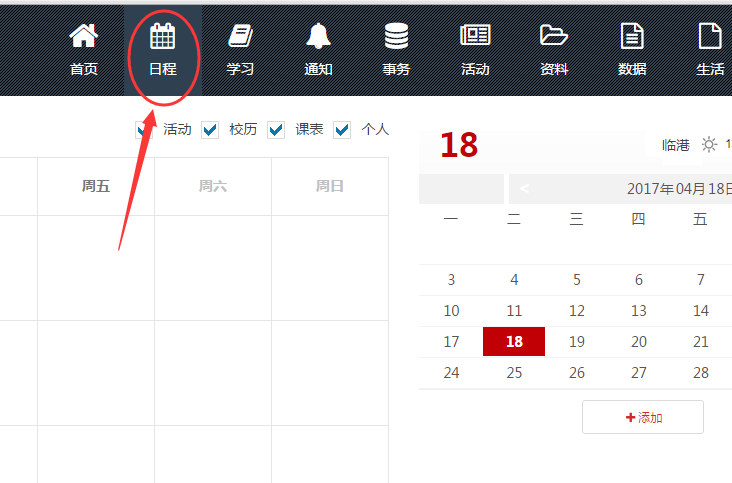 首页 日程 学习 通知 事务 活动 资料 数据 生活
活动 校历 课表 个人
周五 周六 周日
18
临港 1
< 2017年04月18日
一 二 三 四 五
3 4 5 6 7
10 11 12 13 14
17 18 19 20 21
24 25 26 27 28
+添加